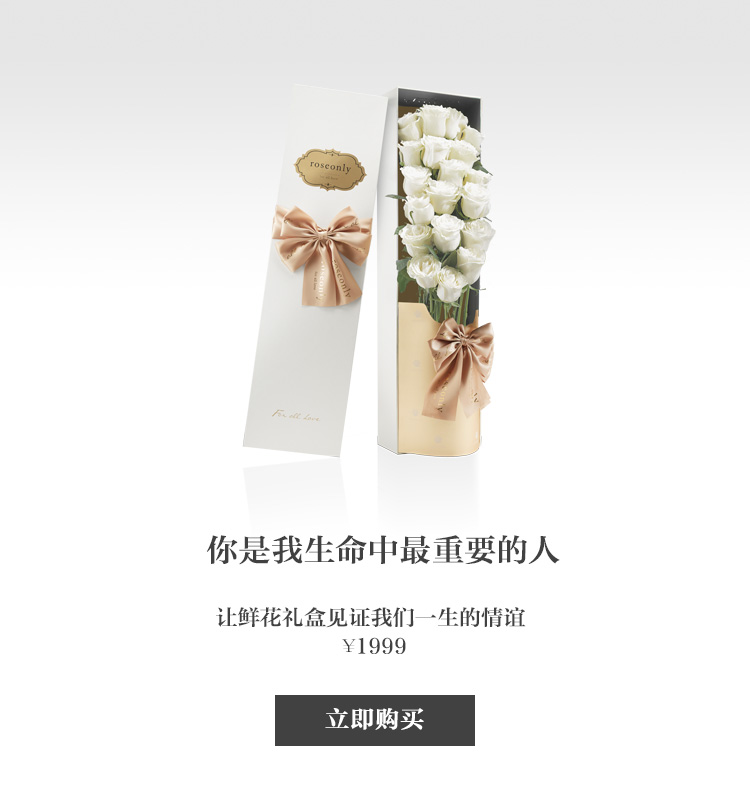 roseonly
roseonly
For all Love
你是我生命中最重要的人
让鲜花礼盒见证我们一生的情谊
¥1999
立即购买